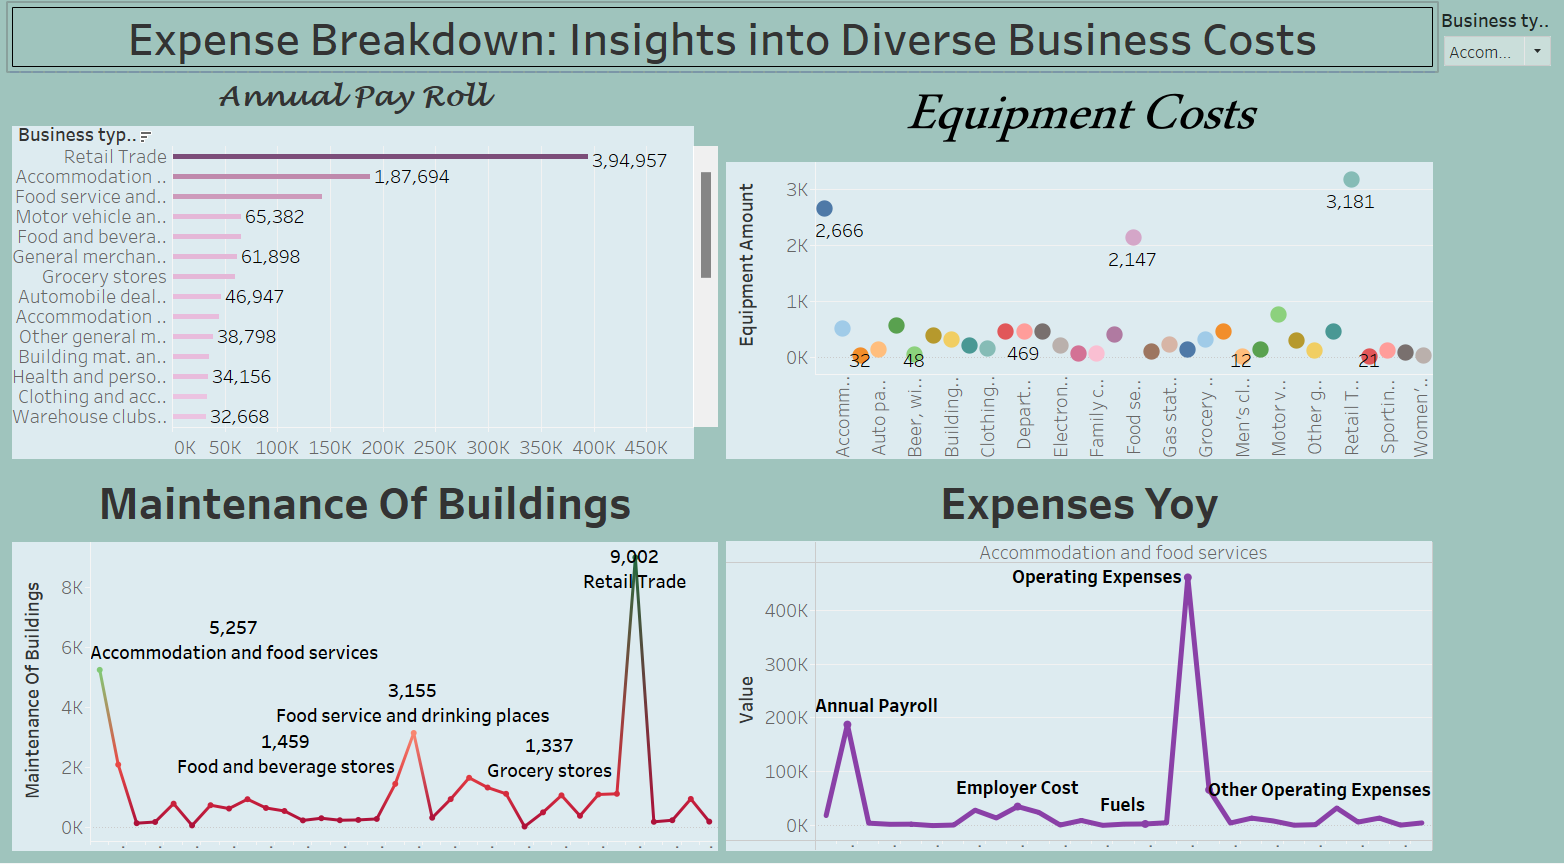 Expense Breakdown: Insights into Diverse Business Costs
Business ty..
Accom...
Annual Pay Roll
Business typ..
Retail Trade
3,94,957
Accommodation ..
1,87,694
Food service and..
Motor vehicle an..
65,382
Food and bevera..
General merchan..
61,898
Grocery stores
Automobile deal..
46,947
Accommodation ..
Other general m..
38,798
Building mat. an..
Health and perso..
34,156
Clothing and acc..
Warehouse clubs..
32,668
0K 50K 100K 150K 200K 250K 300K 350K 400K 450K
Equipment Costs
Equipment Amount
3K
2K
1K
0K
3,181
2,666
2,147
32
48
469
12
21
Accomm..
Auto pa..
Beer, wi..
Building..
Clothing..
Depart..
Electron..
Family c..
Food se..
Gas stat..
Grocery ..
Men's cl..
Motor v..
Other g..
Retail T..
Sportin..
Women'..
Maintenance Of Buildings
Maintenance Of Buildings
8K
6K
4K
2K
0K
9,002
Retail Trade
5,257
Accommodation and food services
3,155
Food service and drinking places
1,459
Food and beverage stores
1,337
Grocery stores
Expenses Yoy
Accommodation and food services
Value
400K
300K
200K
100K
0K
Operating Expenses
Annual Payroll
Employer Cost
Fuels
Other Operating Expenses